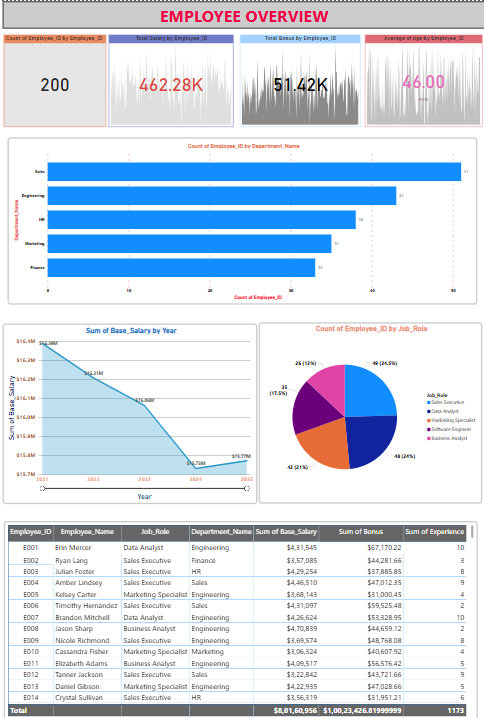 EMPLOYEE OVERVIEW
Count of Employee_ID by Employee_ID
Total Salary by Employee_ID
Total Bonus by Employee_ID
Average of Age by Employee_ID
200
462.28K
51.42K
46.00
Count of Employee_ID by Department_Name
Department_Name
Sales 51
Engineering 43
HR 38
Marketing 35
Finance 33
0 10 20 30 40 50
Count of Employee_ID
Sum of Base_Salary by Year
Sum of Base_Salary
$16.4M
$16.3M
$16.2M
$16.1M
$16.0M
$15.9M
$15.8M
$15.7M
$16.21M
$16.06M
$15.73M
$15.77M
2021 2022 2023 2024 2025
Year
Count of Employee_ID by Job_Role
49 (24.5%)
48 (24%)
42 (21%)
35
(17.5%)
26 (13%)
Job_Role
Sales Executive
Data Analyst
Marketing Specialist
Software Engineer
Business Analyst
Employee_ID Employee_Name Job_Role Department_Name Sum of Base_Salary Sum of Bonus Sum of Experience
E001 Erin Mercer Data Analyst Engineering $4,31,545 $67,170.22 10
E002 Ryan Lang Sales Executive Finance $3,57,085 $44,281.66 3
E003 Julian Foster Sales Executive HR $4,29,254 $37,885.85 8
E004 Amber Lindsey Sales Executive Sales $4,46,510 $47,012.35 9
E005 Kelsey Carter Marketing Specialist Engineering $3,68,143 $31,000.45 4
E006 Timothy Hernandez Sales Executive Sales $4,31,097 $59,525.48 2
E007 Brandon Mitchell Data Analyst Engineering $4,26,624 $53,328.95 10
E008 Jason Sharp Business Analyst Engineering $4,70,839 $44,659.12 2
E009 Nicole Richmond Sales Executive Engineering $3,69,574 $48,768.08 8
E010 Cassandra Fisher Marketing Specialist Marketing $3,06,324 $40,607.92 4
E011 Elizabeth Adams Business Analyst Engineering $4,09,517 $56,576.42 5
E012 Tanner Jackson Sales Executive Sales $3,22,842 $43,721.66 9
E013 Daniel Gibson Marketing Specialist Engineering $4,22,935 $47,028.66 5
E014 Crystal Sullivan Sales Executive HR $3,56,319 $31,951.21 6
Total $8,01,60,956 $1,00,23,426.81999999 1173